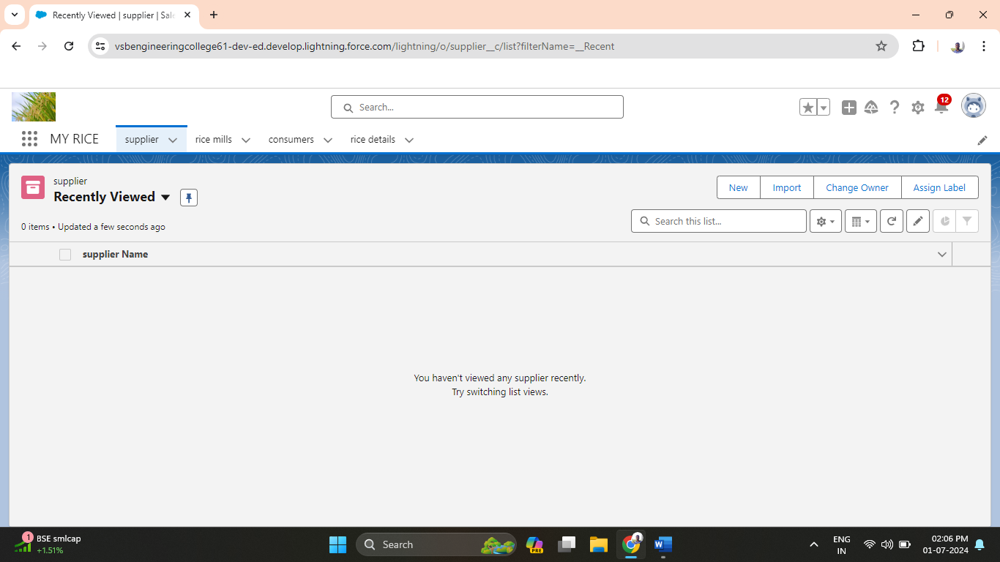 Recently Viewed | supplier | Sale
vsbengineeringcollege61-dev-ed.develop.lightning.force.com/lightning/o/supplier__c/list?filterName=__Recent
Search...
12
MY RICE
supplier
rice mills
consumers
rice details
supplier
Recently Viewed
New
Import
Change Owner
Assign Label
0 items • Updated a few seconds ago
Search this list...
supplier Name
You haven't viewed any supplier recently.
Try switching list views.
1
BSE smlcap
+1.51%
Search
PRE
ENG
IN
02:06 PM
01-07-2024